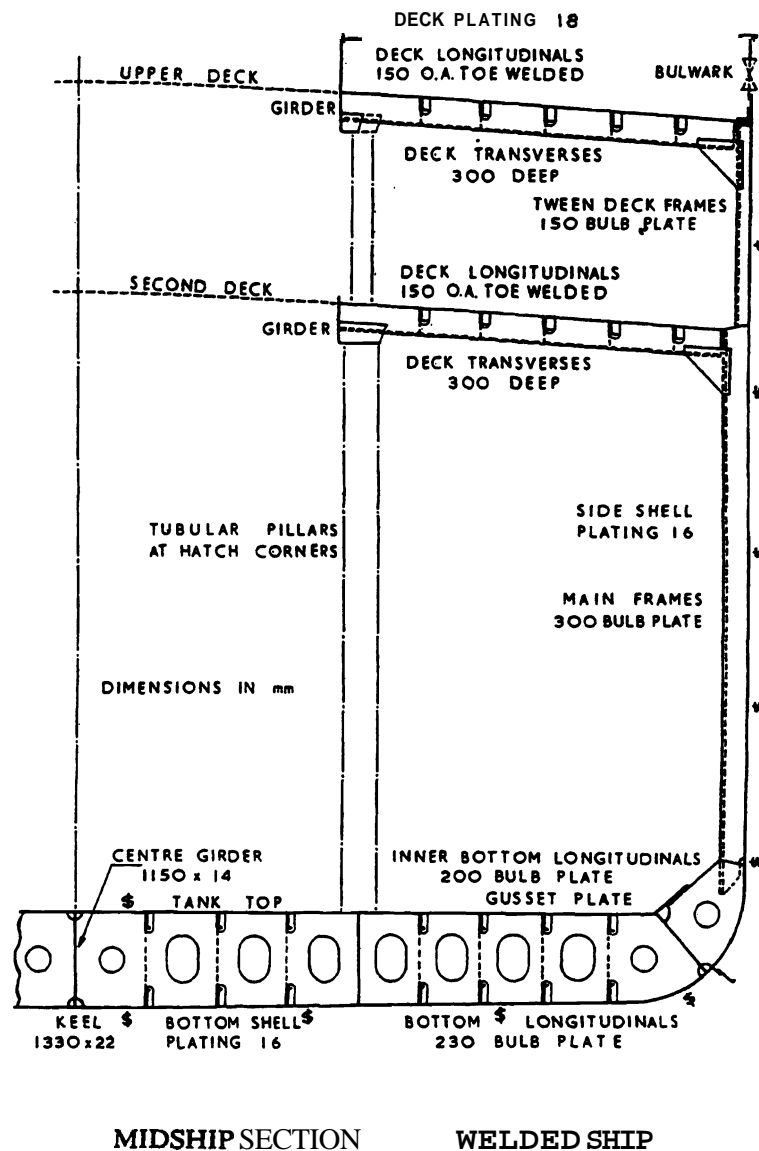 DECK PLATING 18
DECK LONGITUDINALS
150 O.A. TOE WELDED
UPPER DECK
BULWARK
GIRDER
DECK TRANSVERSES
300 DEEP
TWEEN DECK FRAMES
150 BULB PLATE
SECOND DECK
DECK LONGITUDINALS
150 O.A. TOE WELDED
GIRDER
DECK TRANSVERSES
300 DEEP
TUBULAR PILLARS
AT HATCH CORNERS
SIDE SHELL
PLATING 16
MAIN FRAMES
300 BULB PLATE
DIMENSIONS IN mm
CENTRE GIRDER
1150 x 14
INNER BOTTOM LONGITUDINALS
200 BULB PLATE
TANK TOP
GUSSET PLATE
KEEL
1330 x 22
BOTTOM SHELL
PLATING 16
BOTTOM LONGITUDINALS
230 BULB PLATE
MIDSHIP SECTION WELDED SHIP